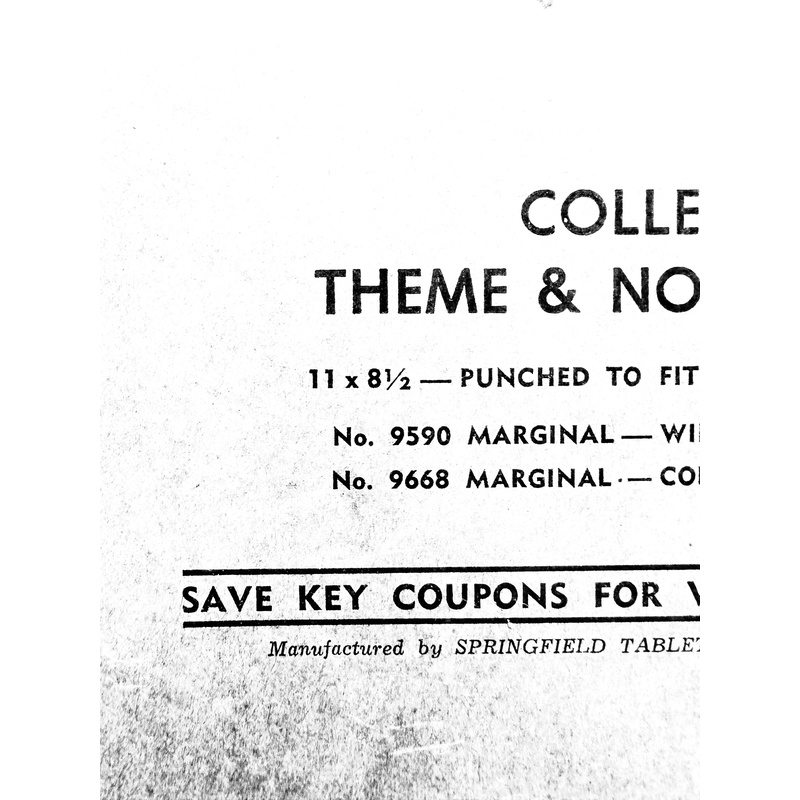 COLLE
THEME & NO
11 x 8½ — PUNCHED TO FIT
No. 9590 MARGINAL — WI
No. 9668 MARGINAL — CO
SAVE KEY COUPONS FOR V
Manufactured by SPRINGFIELD TABLET